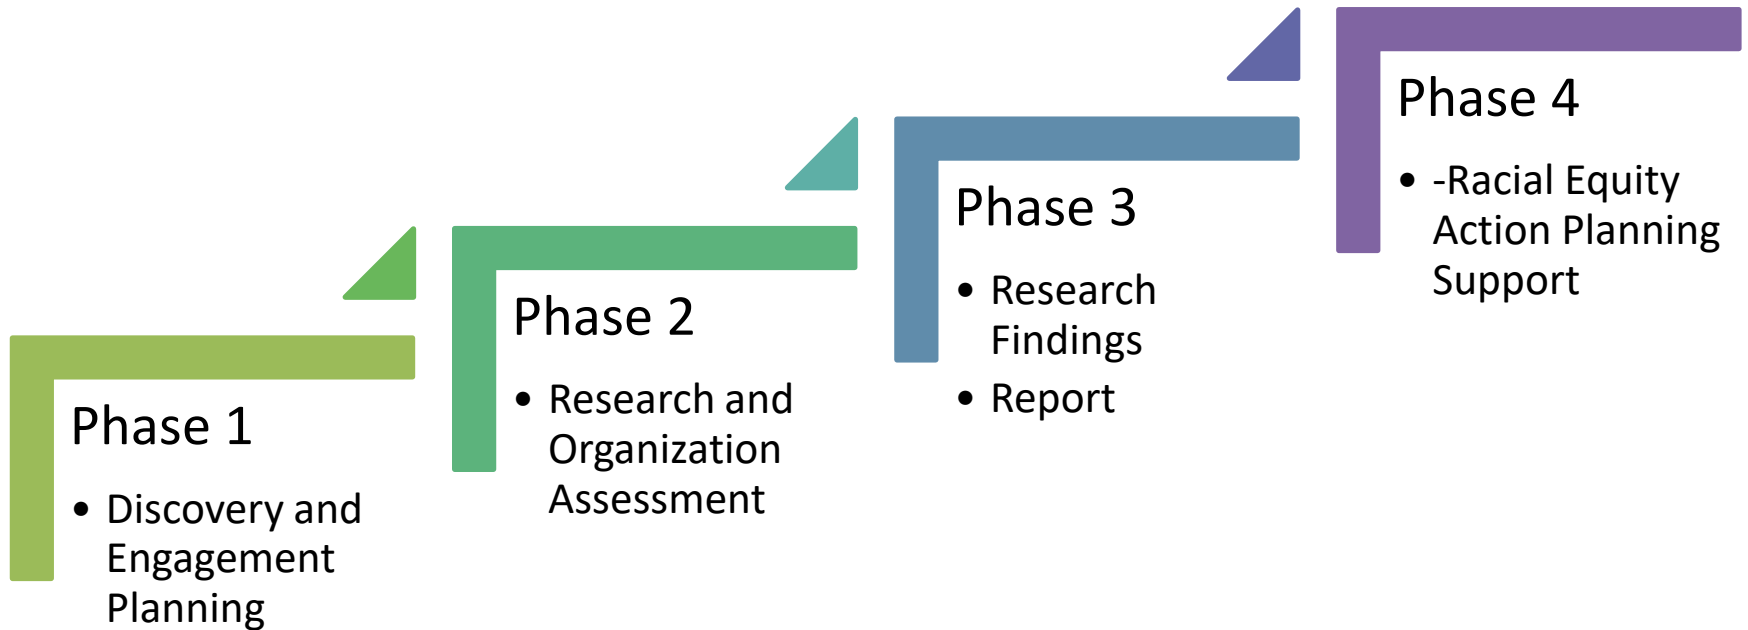 Phase 1
• Discovery and
Engagement
Planning
Phase 2
• Research and
Organization
Assessment
Phase 3
• Research
Findings
• Report
Phase 4
• -Racial Equity
Action Planning
Support